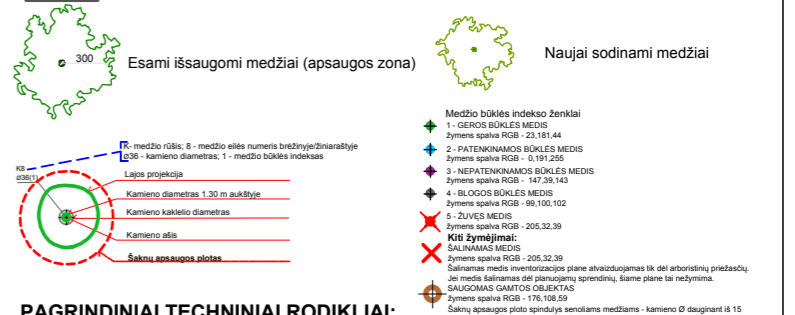 300
Esami išsaugomi medžiai (apsaugos zona)
Naujai sodinami medžiai
K- medžio rūšis; 8 - medžio eilės numeris brėžinyje/žiniaraštyje
ø36 - kamieno diametras; 1 - medžio būklės indeksas
K8
ø36(1)
Lajos projekcija
Kamieno diametras 1.30 m aukštyje
Kamieno kaklelio diametras
Kamieno ašis
Šaknų apsaugos plotas
Medžio būklės indekso ženklai
1 - GEROS BŪKLĖS MEDIS
žymens spalva RGB - 23,181,44
2 - PATENKINAMOS BŪKLĖS MEDIS
žymens spalva RGB - 0,191,255
3 - NEPATENKINAMOS BŪKLĖS MEDIS
žymens spalva RGB - 147,39,143
4 - BLOGOS BŪKLĖS MEDIS
žymens spalva RGB - 99,100,102
5 - ŽUVĘS MEDIS
žymens spalva RGB - 205,32,39
Kiti žymėjimai:
ŠALINAMAS MEDIS
žymens spalva RGB - 205,32,39
Šalinamas medis inventorizacijos plane atvaizduojamas tik dėl arboristinių priežasčių.
Jei medis šalinamas dėl planuojamų sprendinių, šiame plane tai nežymima.
SAUGOMAS GAMTOS OBJEKTAS
žymens spalva RGB - 176,108,59
Šaknų apsaugos ploto spindulys senoliams medžiams - kamieno Ø dauginant iš 15
PAGRINDINIAI TECHNINIAI RODIKLIAI: